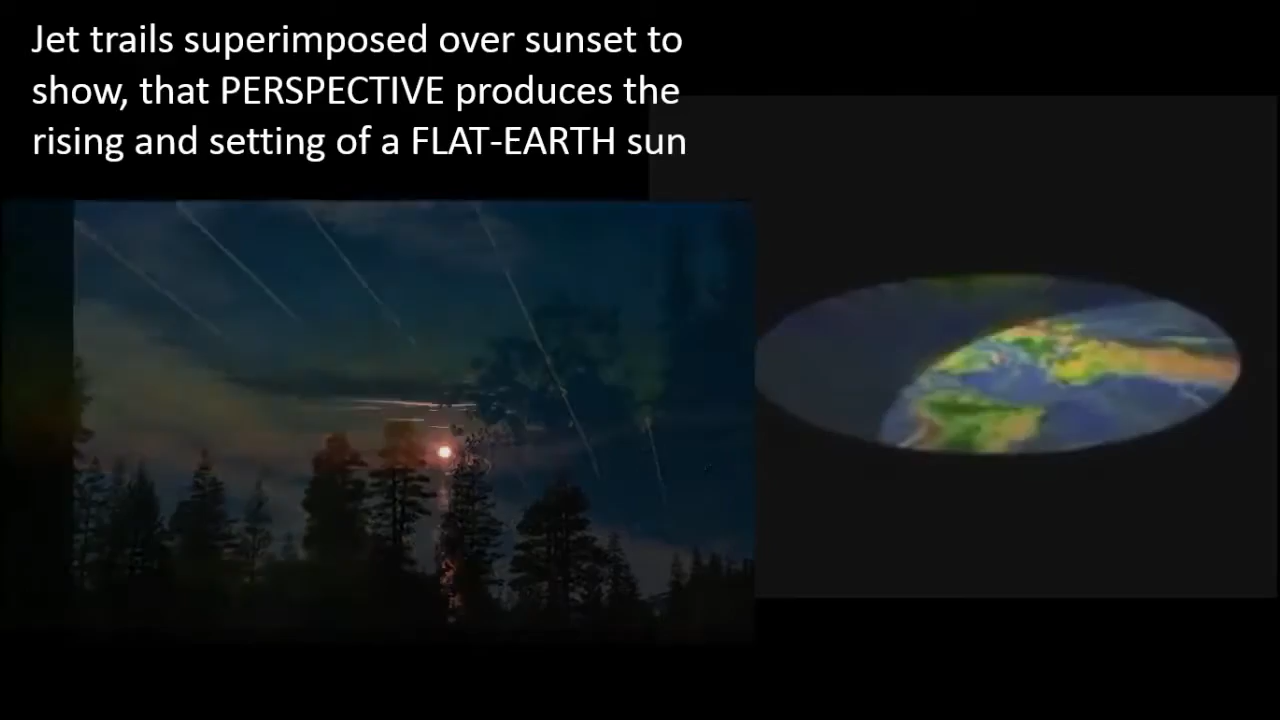 Jet trails superimposed over sunset to
show, that PERSPECTIVE produces the
rising and setting of a FLAT-EARTH sun